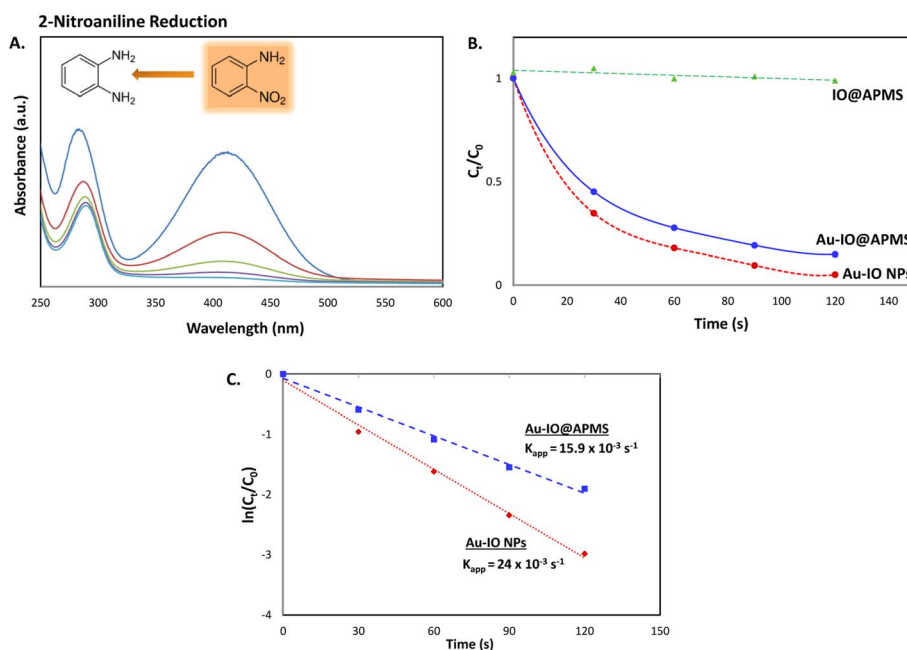 2-Nitroaniline Reduction
A.
NH₂
NH₂
NH₂
NO₂
Absorbance (a.u.)
250 300 350 400 450 500 550 600
Wavelength (nm)
B.
1
0.5
0
Cₜ/C₀
IO@APMS
Au-IO@APMS
Au-IO NPs
0 20 40 60 80 100 120 140
Time (s)
C.
0
-1
-2
-3
-4
ln(Cₜ/C₀)
Au-IO@APMS
Kₐₚₚ = 15.9 x 10⁻³ s⁻¹
Au-IO NPs
Kₐₚₚ = 24 x 10⁻³ s⁻¹
0 30 60 90 120 150
Time (s)